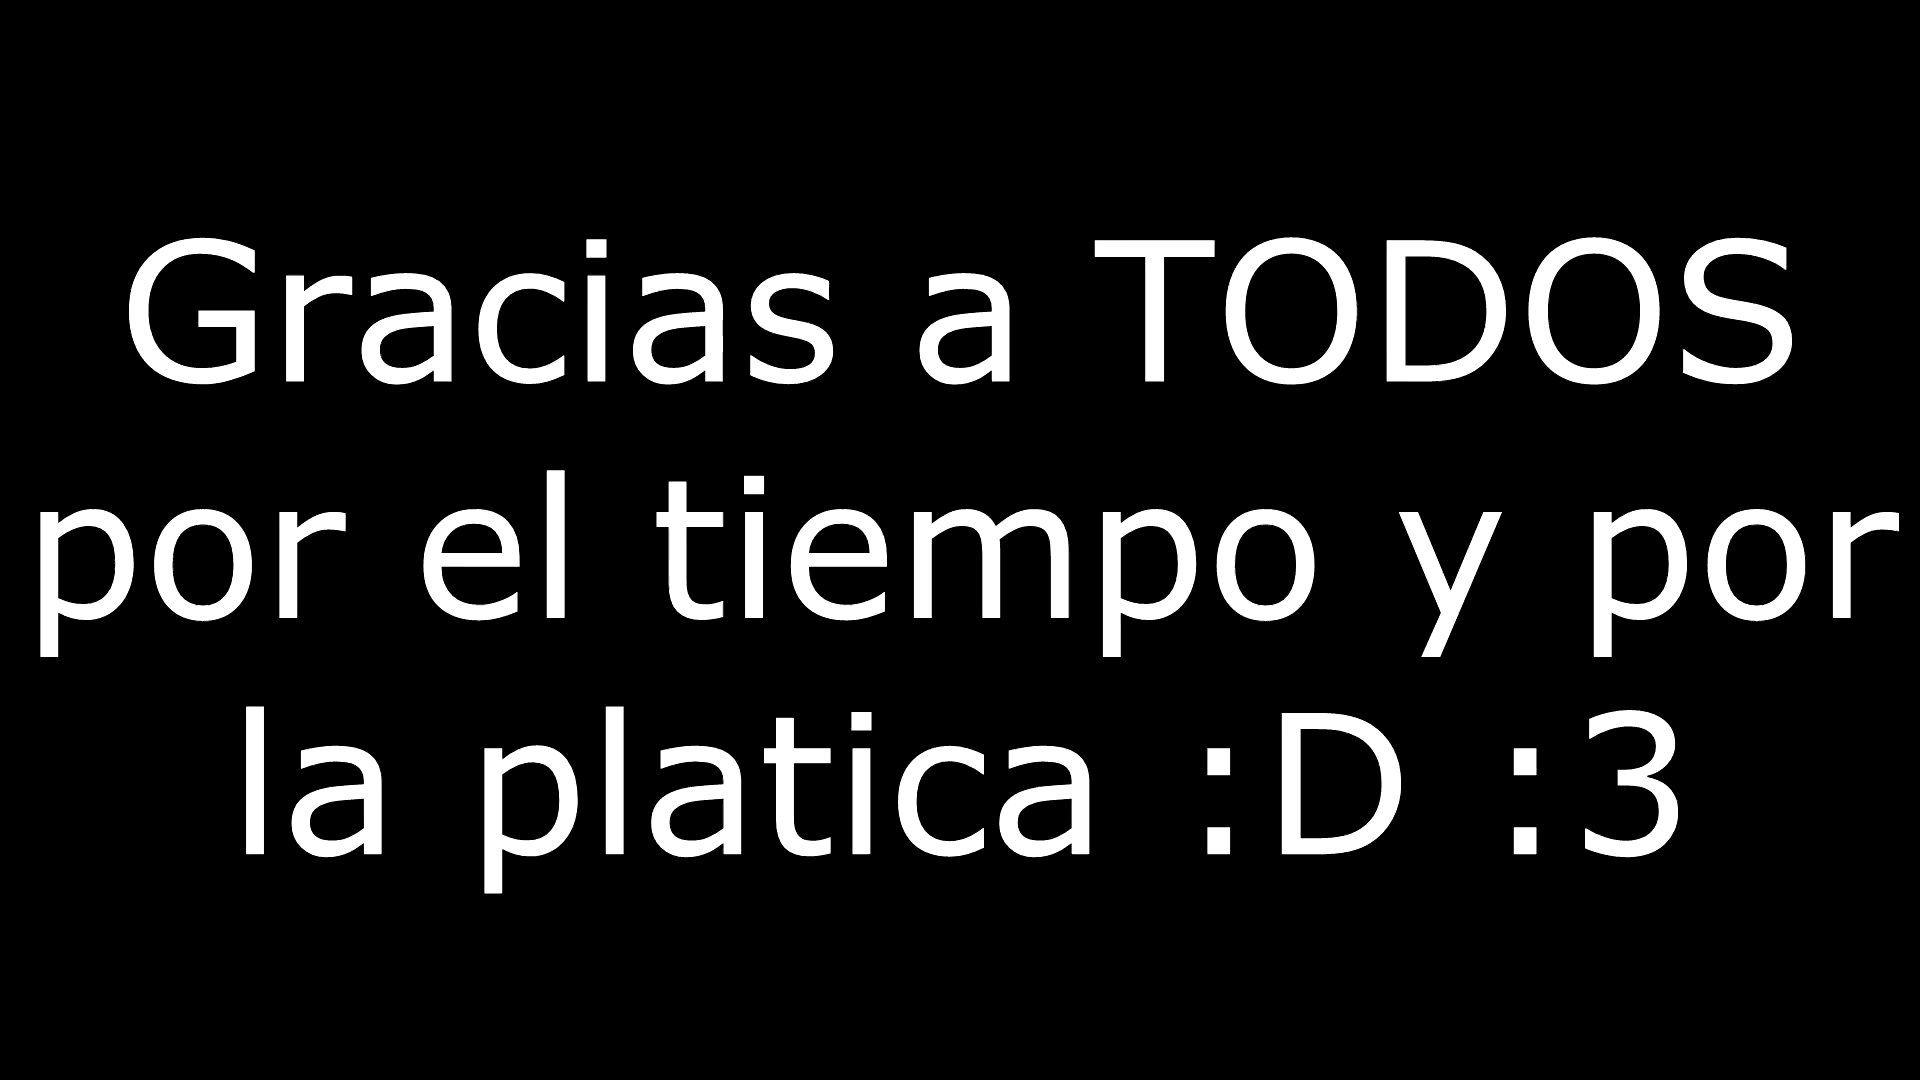 Gracias a TODOS
por el tiempo y por
la platica :D :3